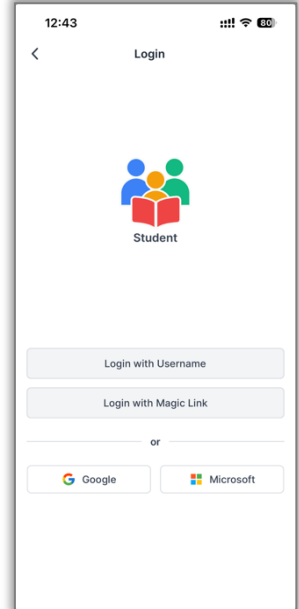 12:43
80
Login
Student
Login with Username
Login with Magic Link
or
Google
Microsoft